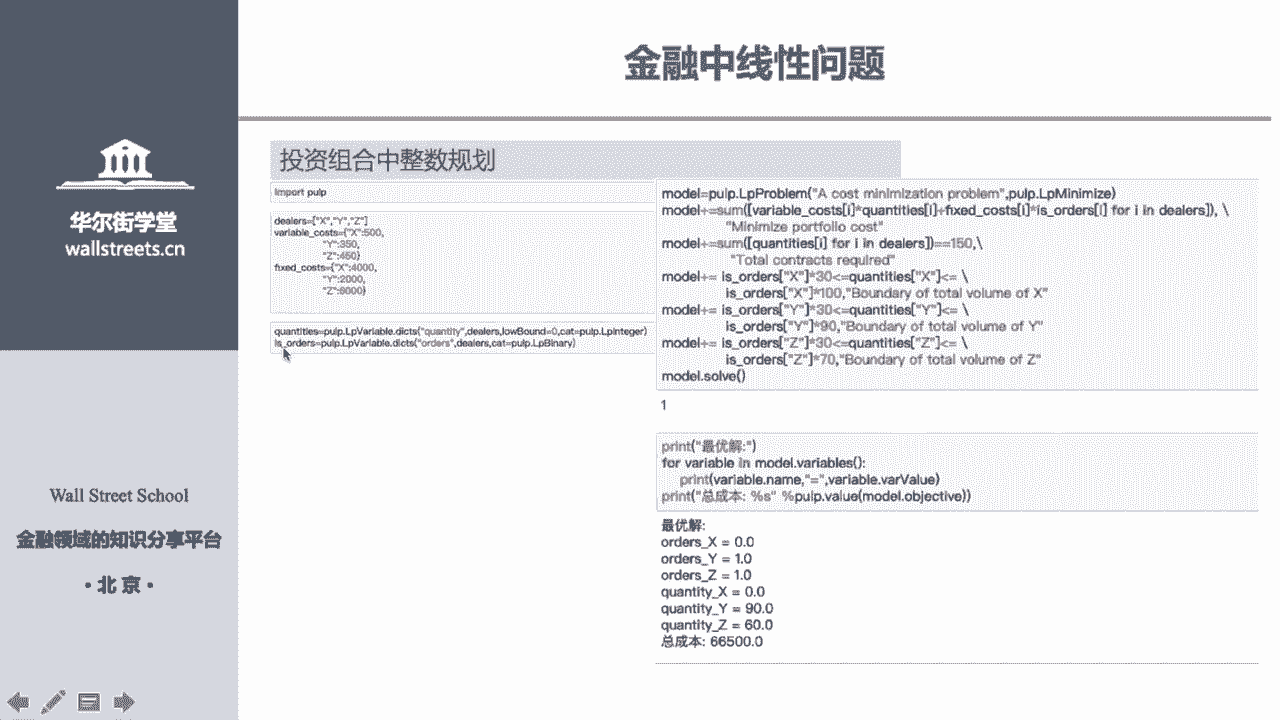 金融中线性问题
华尔街学堂
wallstreets.cn
Wall Street School
金融领域的知识分享平台
·北 京·
投资组合中整数规划
import pulp
dealers=["X","Y","Z"]
variable_costs={"X":500,
"Y":350,
"Z":450}
fixed_costs={"X":4000,
"Y":2000,
"Z":6000}
quantities=pulp.LpVariable.dicts("quantity",dealers,lowBound=0,cat=pulp.LpInteger)
is_orders=pulp.LpVariable.dicts("orders",dealers,cat=pulp.LpBinary)
model=pulp.LpProblem("A cost minimization problem",pulp.LpMinimize)
model+=sum([variable_costs[i]*quantities[i]+fixed_costs[i]*is_orders[i] for i in dealers]), \
"Minimize portfolio cost"
model+=sum([quantities[i] for i in dealers])==150,\
"Total contracts required"
model+= is_orders["X"]*30<=quantities["X"]<= \
is_orders["X"]*100,"Boundary of total volume of X"
model+= is_orders["Y"]*30<=quantities["Y"]<= \
is_orders["Y"]*90,"Boundary of total volume of Y"
model+= is_orders["Z"]*30<=quantities["Z"]<= \
is_orders["Z"]*70,"Boundary of total volume of Z"
model.solve()
1
print("最优解:")
for variable in model.variables():
print(variable.name,"=",variable.varValue)
print("总成本: %s" %pulp.value(model.objective))
最优解:
orders_X = 0.0
orders_Y = 1.0
orders_Z = 1.0
quantity_X = 0.0
quantity_Y = 90.0
quantity_Z = 60.0
总成本: 66500.0